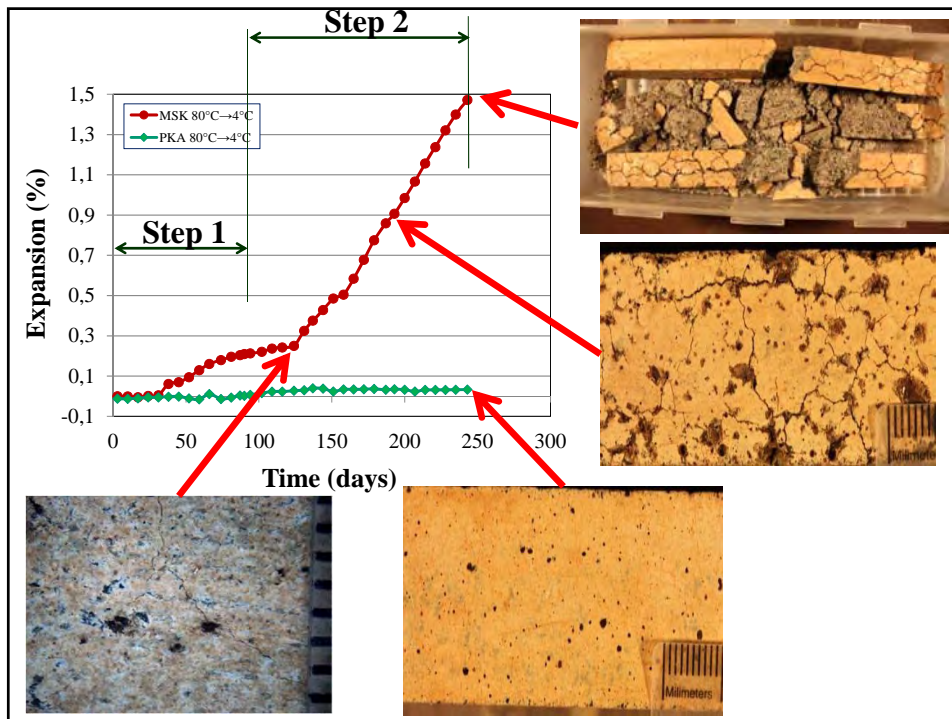 Step 2
1,5
MSK 80°C→4°C
PKA 80°C→4°C
1,3
1,1
0,9
Step 1
0,7
0,5
0,3
0,1
-0,1
Expansion (%)
0 50 100 150 200 250 300
Time (days)
Milimeters
Milimeters